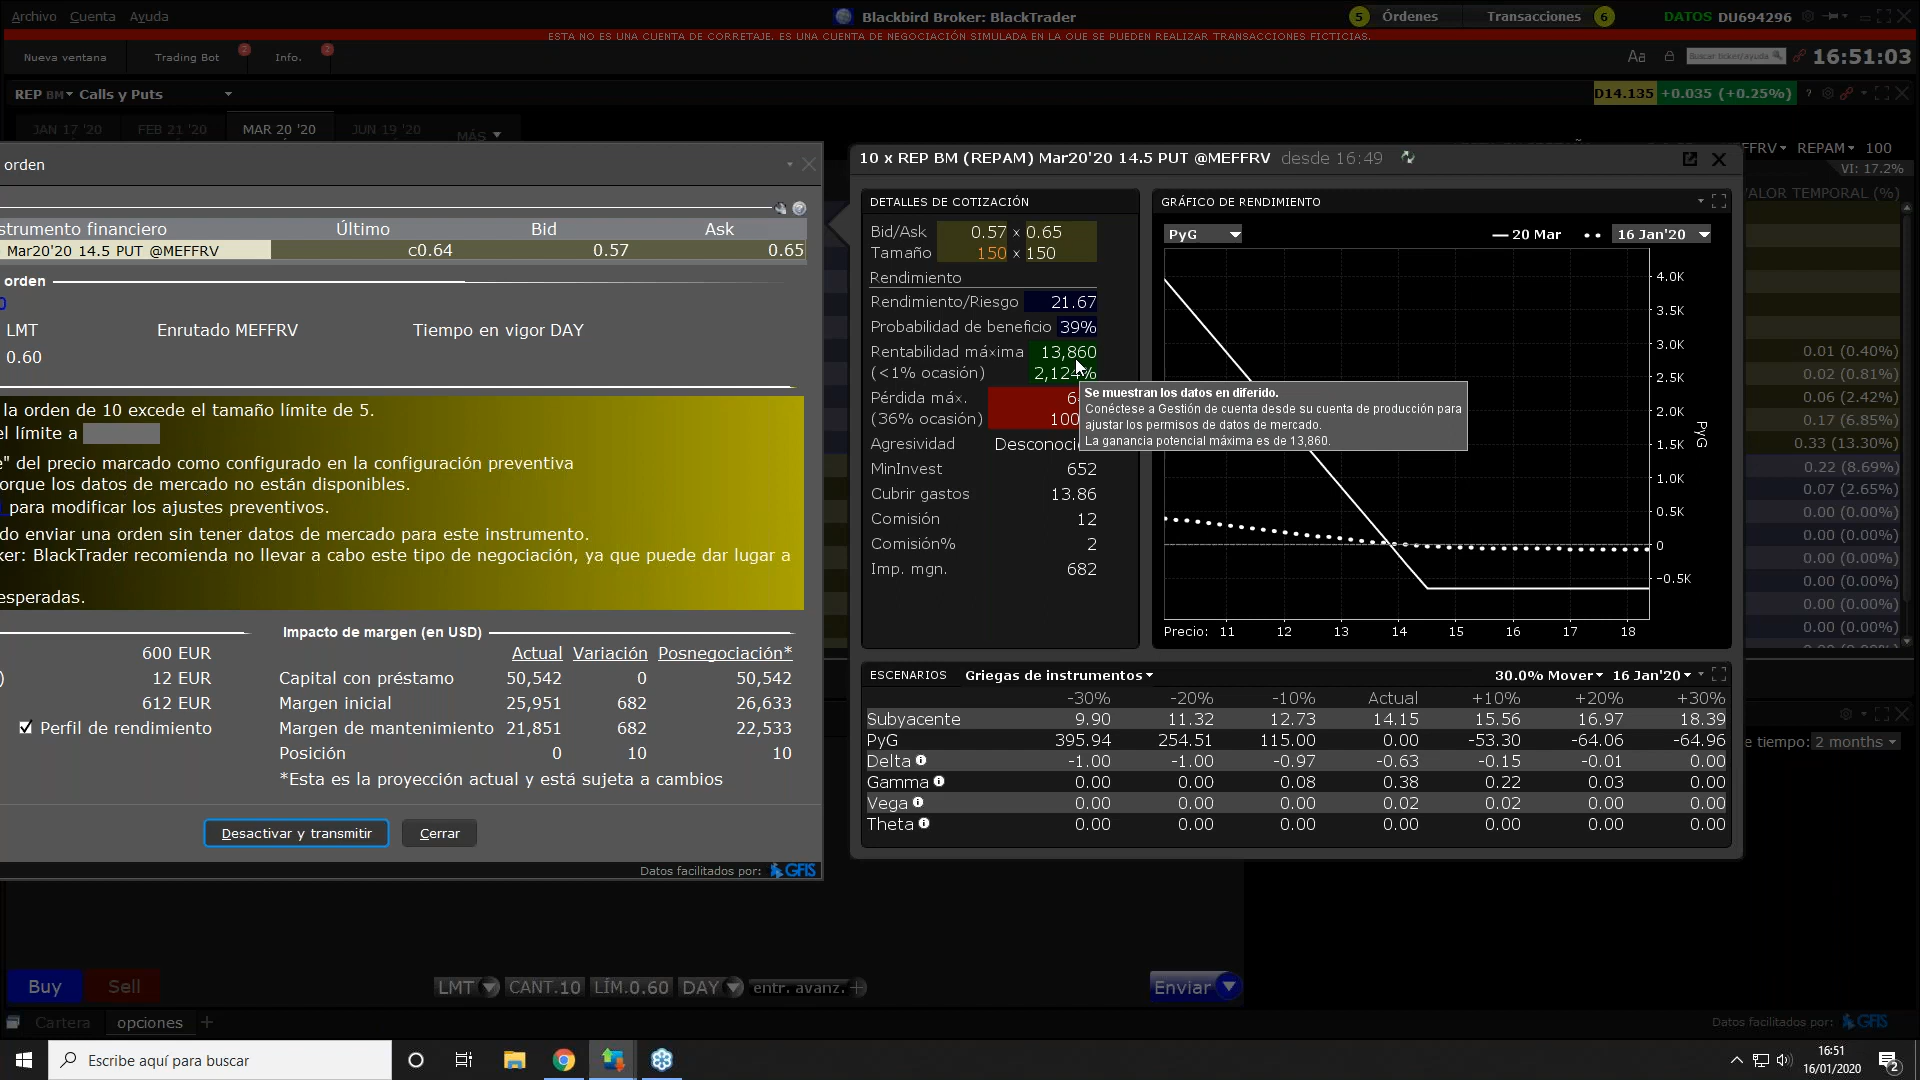 Archivo Cuenta Ayuda
Blackbird Broker: BlackTrader
5 Órdenes Transacciones 6
DATOS DU694296
ESTA NO ES UNA CUENTA DE CORRETAJE. ES UNA CUENTA DE NEGOCIACIÓN SIMULADA EN LA QUE SE PUEDEN REALIZAR TRANSACCIONES FICTICIAS.
Nueva ventana Trading Bot 2 Info. 2
Aa Buscar ticker/ayuda 16:51:03
REP BM Calls y Puts
D14.135 +0.035 (+0.25%) ?
JAN 17 '20 FEB 21 '20 MAR 20 '20 JUN 19 '20 MÁS
FRV REPAM 100
VI: 17.2%
VALOR TEMPORAL (%)
0.01 (0.40%)
0.02 (0.81%)
0.06 (2.42%)
0.17 (6.85%)
0.33 (13.30%)
0.22 (8.69%)
0.07 (2.65%)
0.00 (0.00%)
0.00 (0.00%)
0.00 (0.00%)
0.00 (0.00%)
0.00 (0.00%)
e tiempo: 2 months
orden
strumento financiero Último Bid Ask
Mar20'20 14.5 PUT @MEFFRV c0.64 0.57 0.65
orden
LMT Enrutado MEFFRV Tiempo en vigor DAY
0.60
la orden de 10 excede el tamaño límite de 5.
el límite a
e" del precio marcado como configurado en la configuración preventiva
orque los datos de mercado no están disponibles.
para modificar los ajustes preventivos.
do enviar una orden sin tener datos de mercado para este instrumento.
ker: BlackTrader recomienda no llevar a cabo este tipo de negociación, ya que puede dar lugar a
esperadas.
600 EUR
) 12 EUR
612 EUR
Perfil de rendimiento
Impacto de margen (en USD)
Actual Variación Posnegociación*
Capital con préstamo 50,542 0 50,542
Margen inicial 25,951 682 26,633
Margen de mantenimiento 21,851 682 22,533
Posición 0 10 10
*Esta es la proyección actual y está sujeta a cambios
Desactivar y transmitir Cerrar
Datos facilitados por: GFIS
10 x REP BM (REPAM) Mar20'20 14.5 PUT @MEFFRV desde 16:49
DETALLES DE COTIZACIÓN
Bid/Ask 0.57 x 0.65
Tamaño 150 x 150
Rendimiento
Rendimiento/Riesgo 21.67
Probabilidad de beneficio 39%
Rentabilidad máxima 13,860
(<1% ocasión) 2,124%
Pérdida máx. 6
(36% ocasión) 100
Agresividad Desconoci
MinInvest 652
Cubrir gastos 13.86
Comisión 12
Comisión% 2
Imp. mgn. 682
Se muestran los datos en diferido.
Conéctese a Gestión de cuenta desde su cuenta de producción para
ajustar los permisos de datos de mercado.
La ganancia potencial máxima es de 13,860.
GRÁFICO DE RENDIMIENTO
PyG 20 Mar 16 Jan'20
4.0K
3.5K
3.0K
2.5K
2.0K
1.5K
1.0K
0.5K
0
-0.5K
PyG
Precio: 11 12 13 14 15 16 17 18
ESCENARIOS Griegas de instrumentos 30.0% Mover 16 Jan'20
-30% -20% -10% Actual +10% +20% +30%
Subyacente 9.90 11.32 12.73 14.15 15.56 16.97 18.39
PyG 395.94 254.51 115.00 0.00 -53.30 -64.06 -64.96
Delta -1.00 -1.00 -0.97 -0.63 -0.15 -0.01 0.00
Gamma 0.00 0.00 0.08 0.38 0.22 0.03 0.00
Vega 0.00 0.00 0.00 0.02 0.02 0.00 0.00
Theta 0.00 0.00 0.00 0.00 0.00 0.00 0.00
Buy Sell LMT CANT.10 LÍM.0.60 DAY entr. avanz. + Enviar
Cartera opciones +
Datos facilitados por: GFIS
Escribe aquí para buscar
16:51
16/01/2020
2